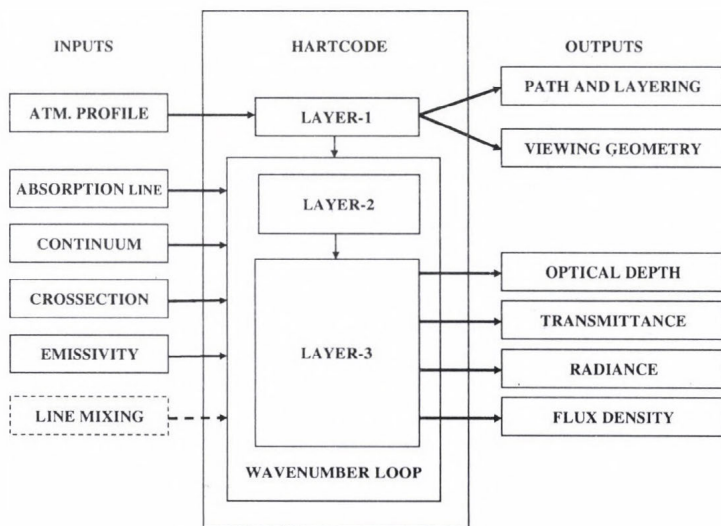 INPUTS
HARTCODE
OUTPUTS
ATM. PROFILE
LAYER-1
PATH AND LAYERING
VIEWING GEOMETRY
ABSORPTION LINE
CONTINUUM
CROSSECTION
EMISSIVITY
LINE MIXING
LAYER-2
LAYER-3
WAVENUMBER LOOP
OPTICAL DEPTH
TRANSMITTANCE
RADIANCE
FLUX DENSITY